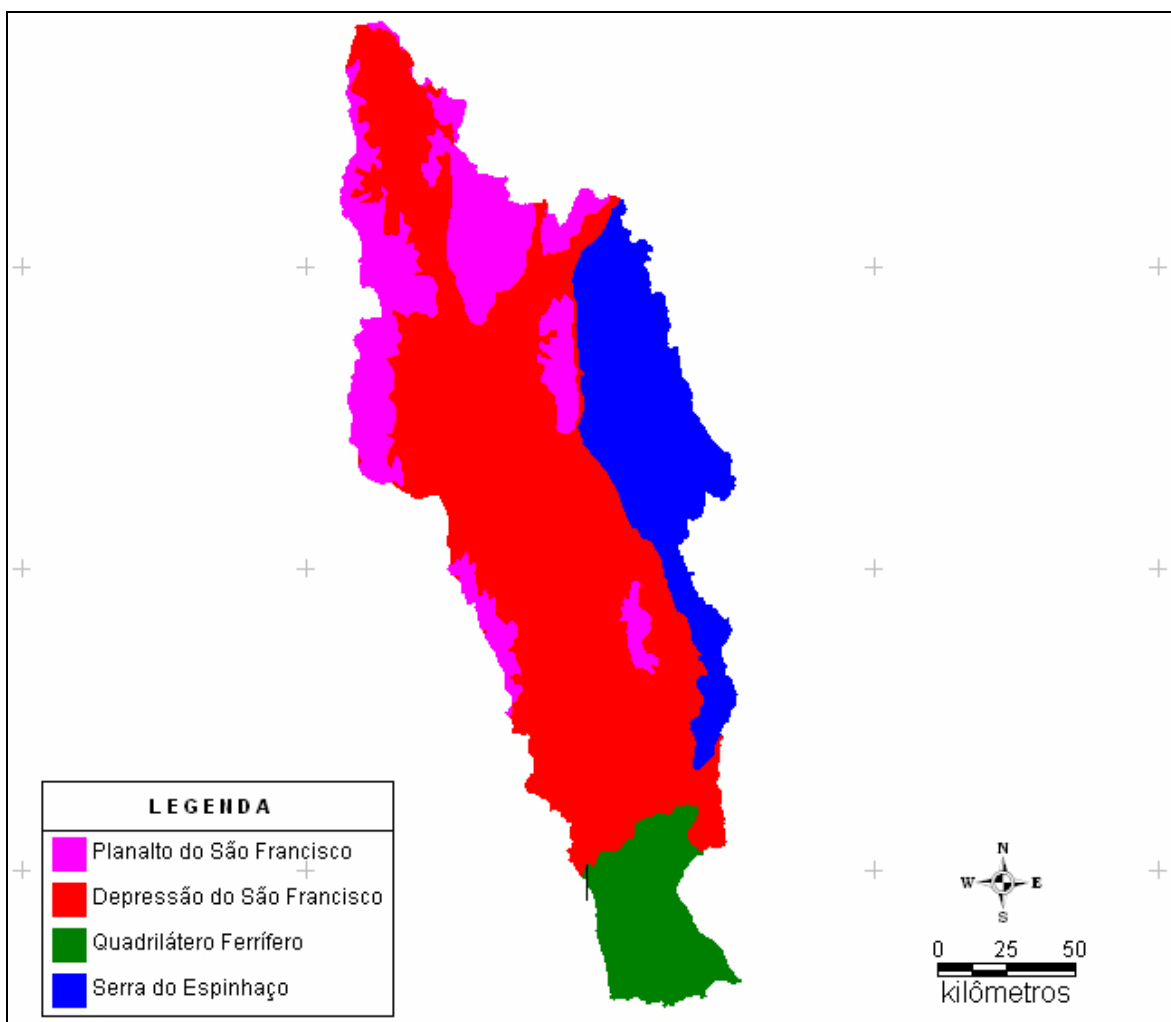 LEGENDA
Planalto do São Francisco
Depressão do São Francisco
Quadrilátero Ferrífero
Serra do Espinhaço
N
W E
S
0 25 50
kilômetros